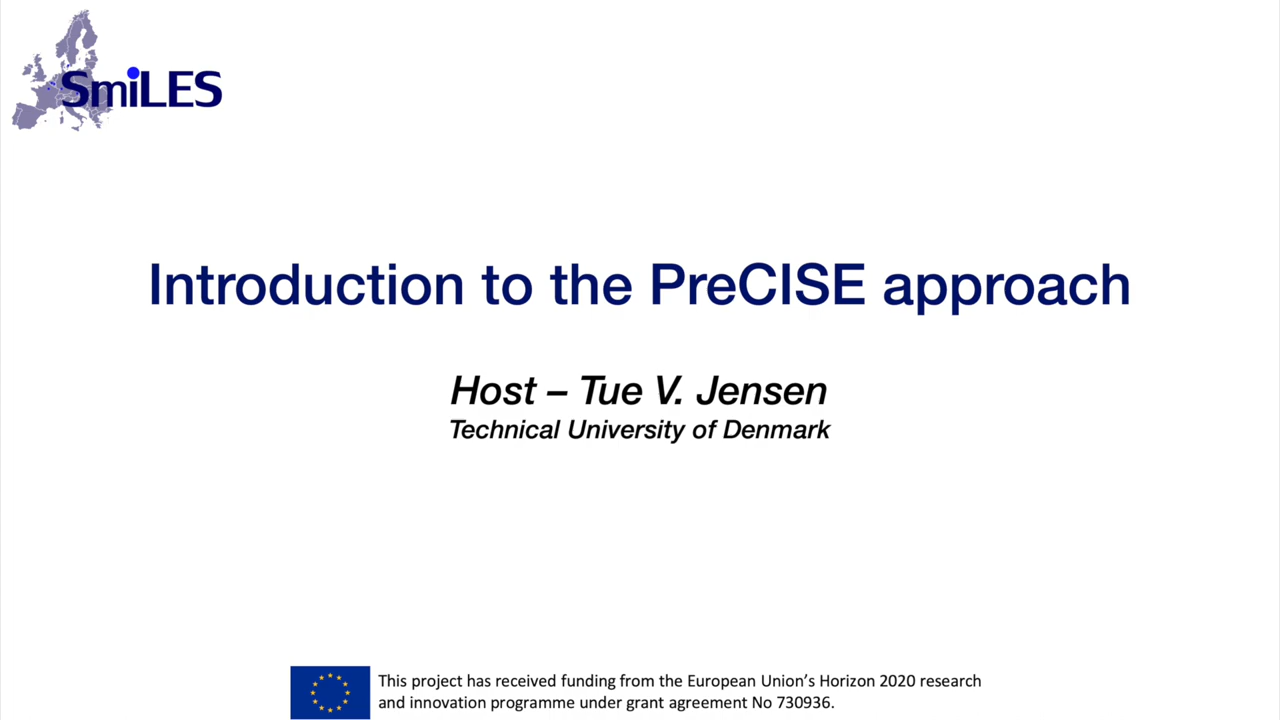 SmiLES
Introduction to the PreCISE approach
Host – Tue V. Jensen
Technical University of Denmark
This project has received funding from the European Union’s Horizon 2020 research
and innovation programme under grant agreement No 730936.